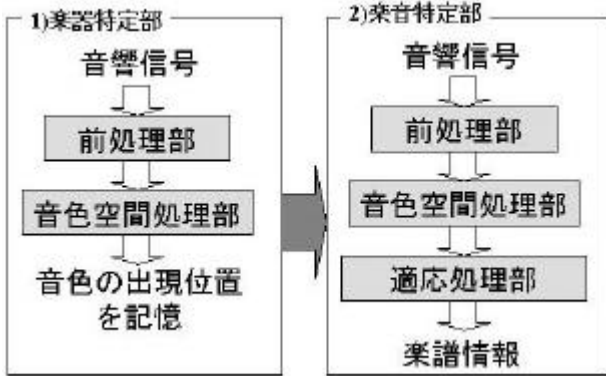 1)楽器特定部
音響信号
前処理部
音色空間処理部
音色の出現位置
を記憶
2)楽音特定部
音響信号
前処理部
音色空間処理部
適応処理部
楽譜情報